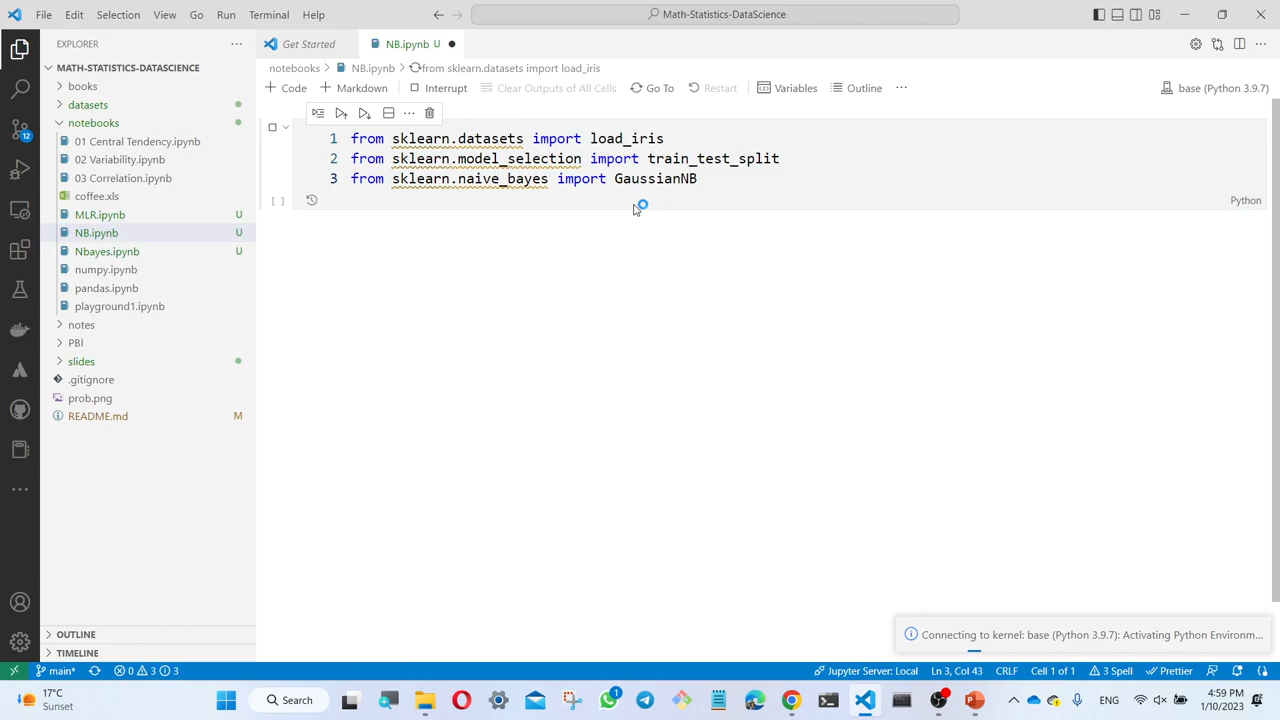 File Edit Selection View Go Run Terminal Help
Math-Statistics-DataScience
EXPLORER
Get Started
NB.ipynb U
MATH-STATISTICS-DATASCIENCE
notebooks > NB.ipynb > from sklearn.datasets import load_iris
books
+ Code + Markdown Interrupt Clear Outputs of All Cells Go To Restart Variables Outline ... base (Python 3.9.7)
datasets
notebooks
01 Central Tendency.ipynb
02 Variability.ipynb
03 Correlation.ipynb
coffee.xls
MLR.ipynb U
NB.ipynb U
Nbayes.ipynb U
numpy.ipynb
pandas.ipynb
playground1.ipynb
notes
PBI
slides
.gitignore
prob.png
README.md M
1 from sklearn.datasets import load_iris
2 from sklearn.model_selection import train_test_split
3 from sklearn.naive_bayes import GaussianNB
[ ]
Python
12
OUTLINE
TIMELINE
Connecting to kernel: base (Python 3.9.7): Activating Python Environm...
main* 0 3 3 Jupyter Server: Local Ln 3, Col 43 CRLF Cell 1 of 1 3 Spell Prettier
17°C
Sunset
Search
1
ENG
4:59 PM
1/10/2023